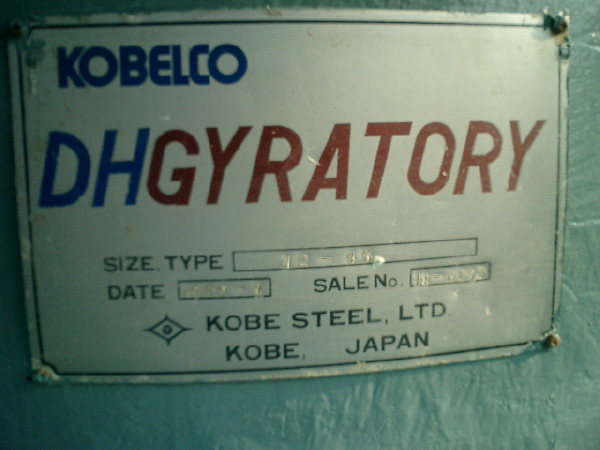 KOBELCO
DHGYRATORY
SIZE. TYPE
DATE SALE No.
KOBE STEEL, LTD
KOBE, JAPAN